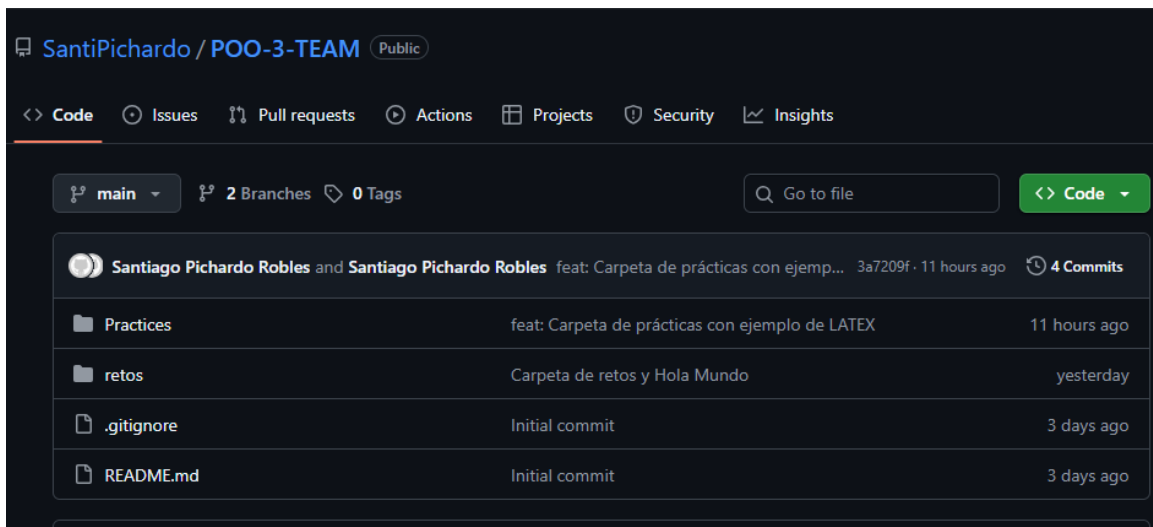 SantiPichardo / POO-3-TEAM Public
Code Issues Pull requests Actions Projects Security Insights
main 2 Branches 0 Tags Go to file Code
Santiago Pichardo Robles and Santiago Pichardo Robles feat: Carpeta de prácticas con ejemp... 3a7209f · 11 hours ago 4 Commits
Practices feat: Carpeta de prácticas con ejemplo de LATEX 11 hours ago
retos Carpeta de retos y Hola Mundo yesterday
.gitignore Initial commit 3 days ago
README.md Initial commit 3 days ago